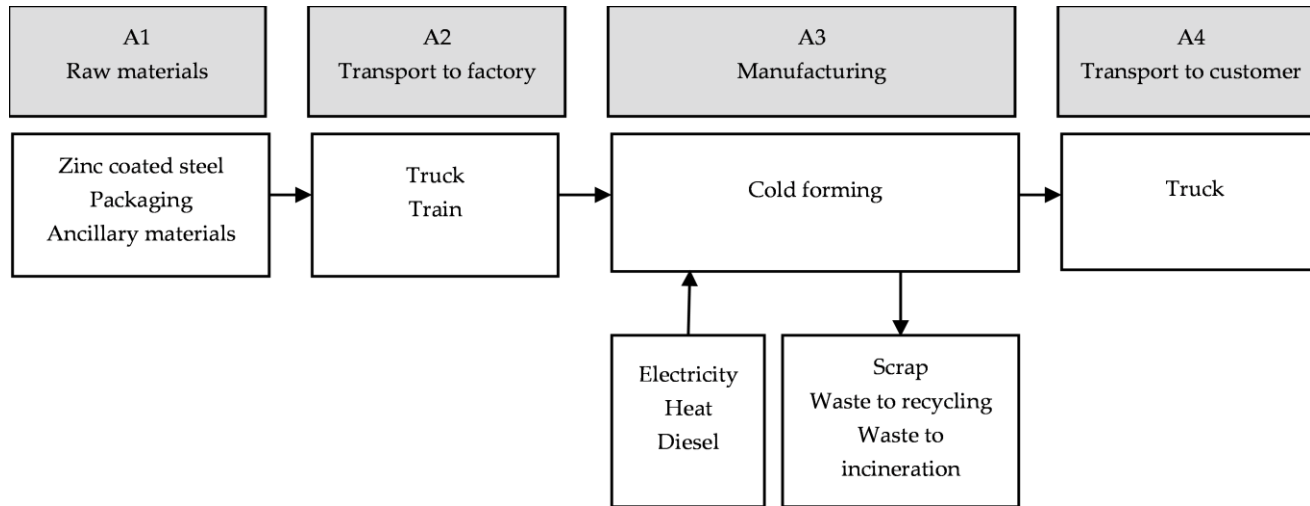 A1
Raw materials
A2
Transport to factory
A3
Manufacturing
A4
Transport to customer
Zinc coated steel
Packaging
Ancillary materials
Truck
Train
Cold forming
Truck
Electricity
Heat
Diesel
Scrap
Waste to recycling
Waste to
incineration